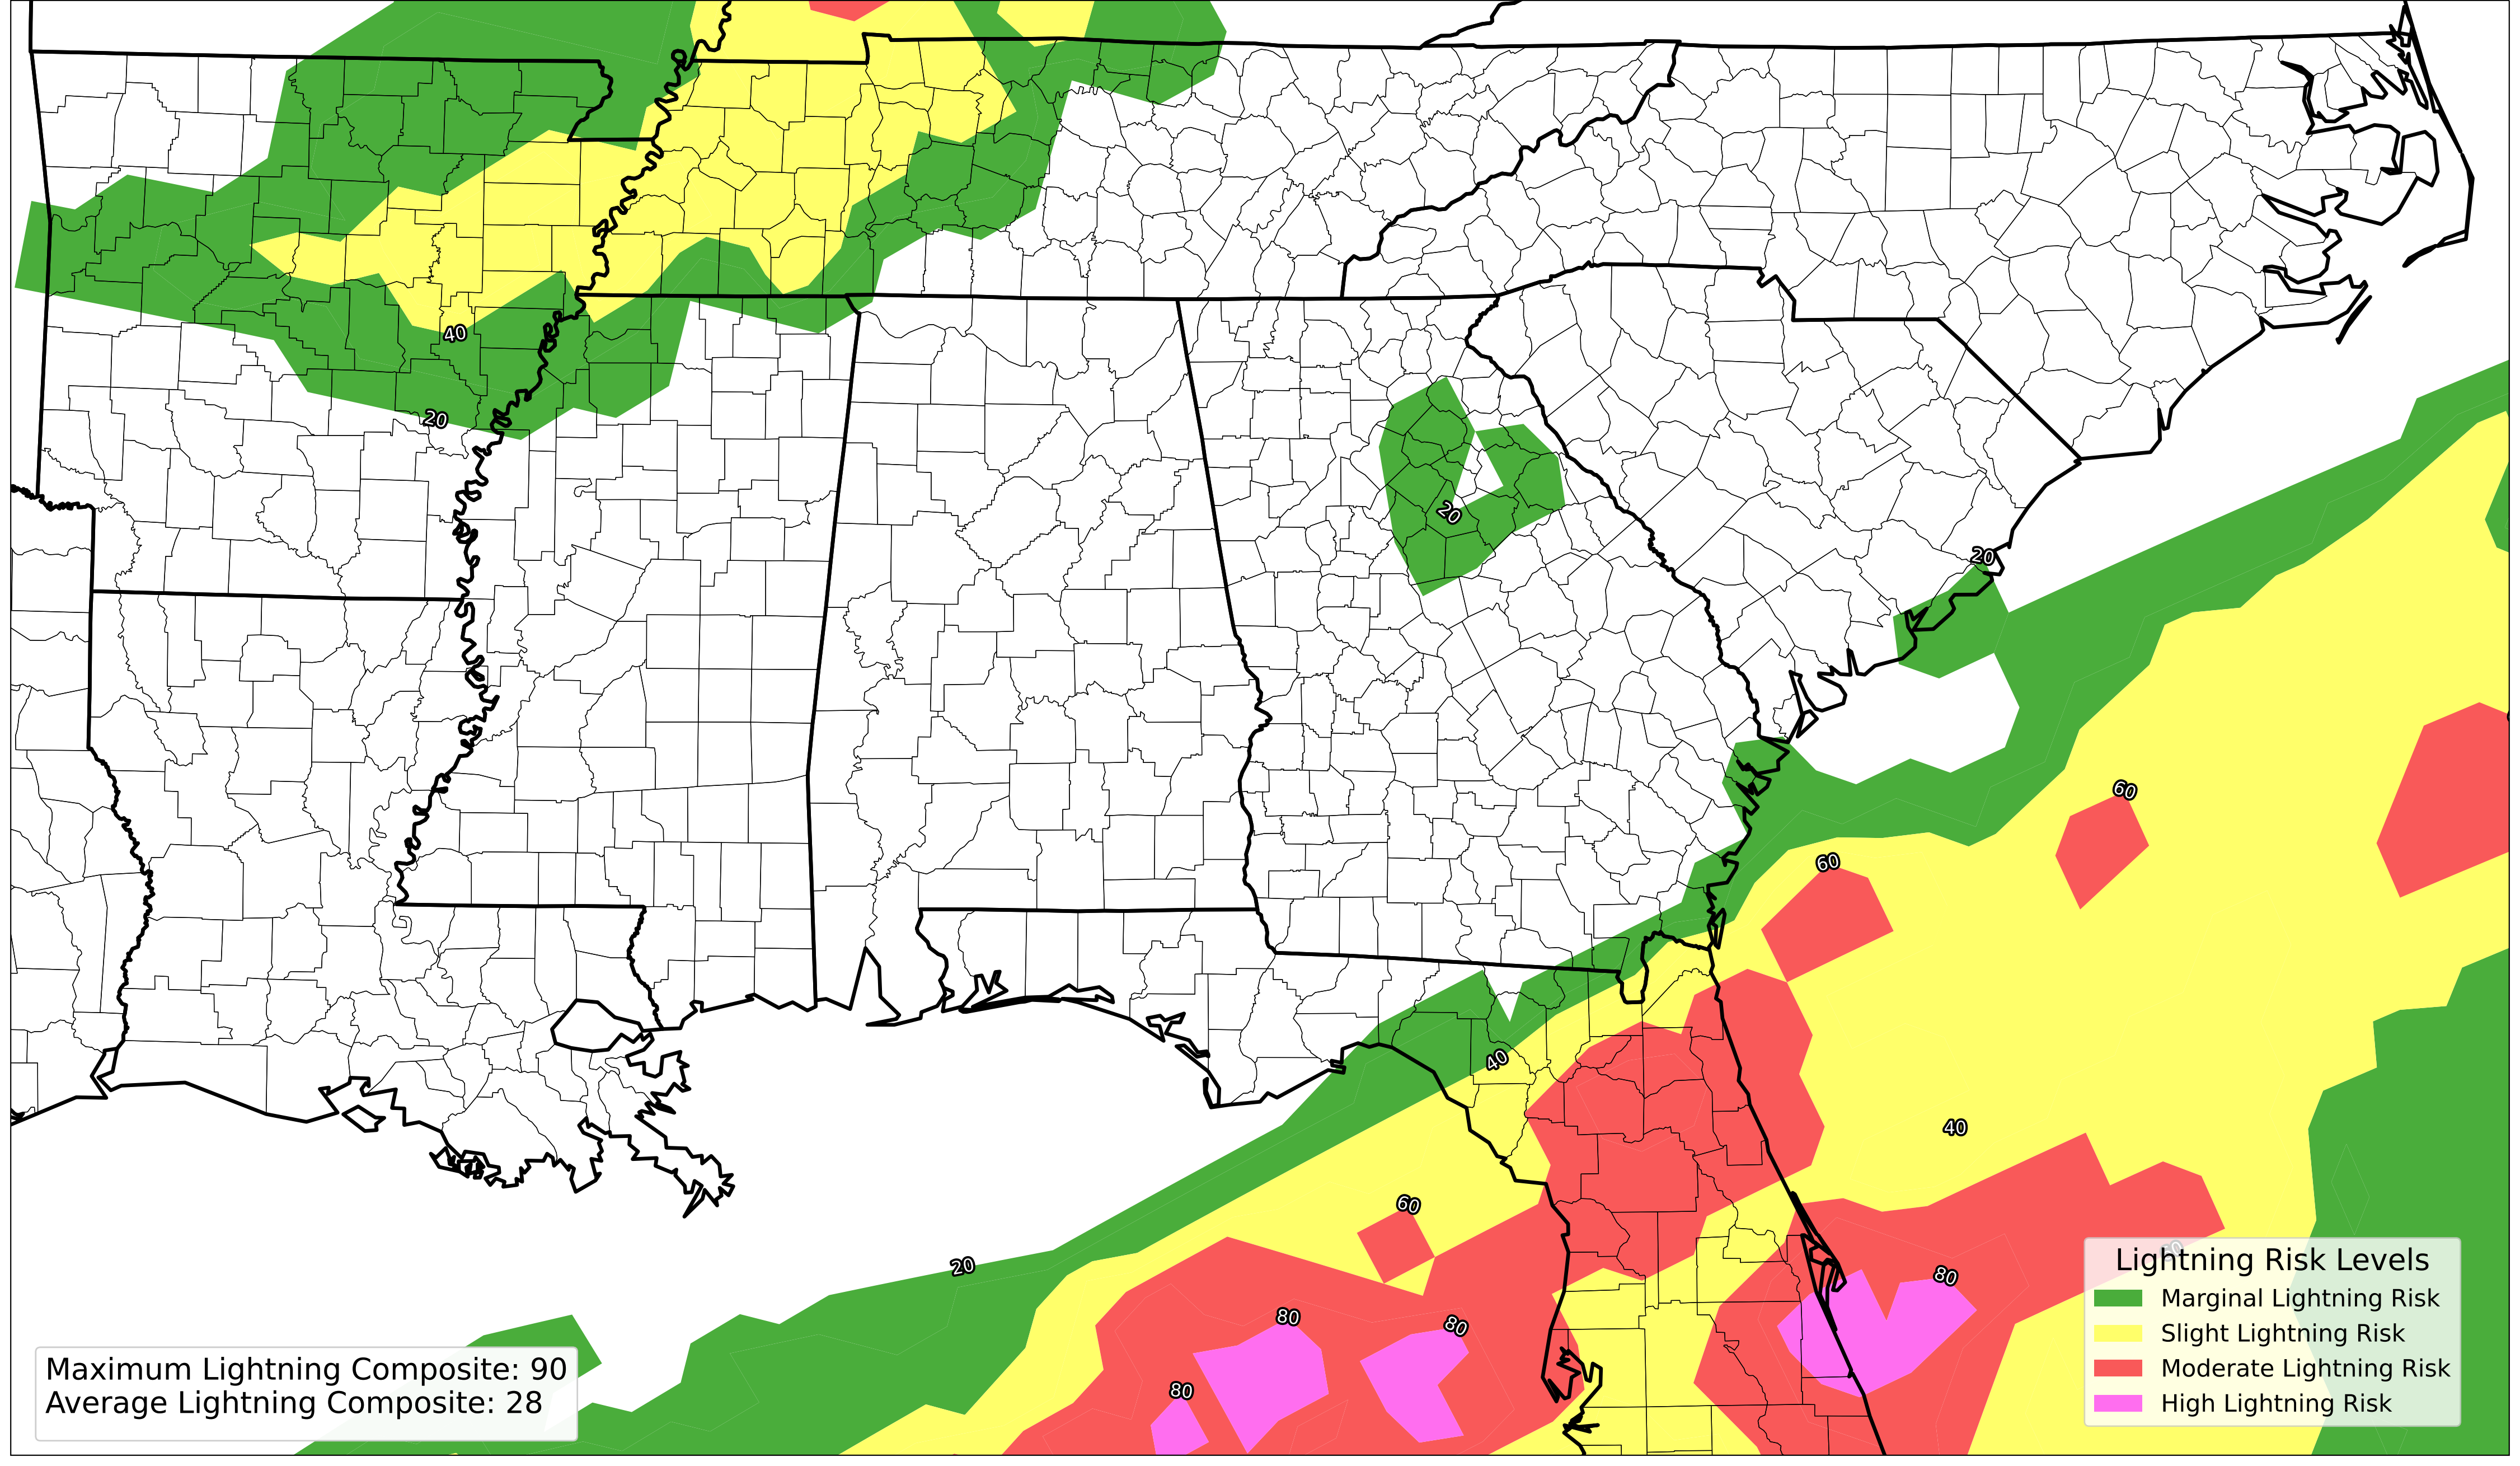 40
20
20
20
60
60
40
40
60
20
80
80
80
80
Lightning Risk Levels
Marginal Lightning Risk
Slight Lightning Risk
Moderate Lightning Risk
High Lightning Risk
Maximum Lightning Composite: 90
Average Lightning Composite: 28